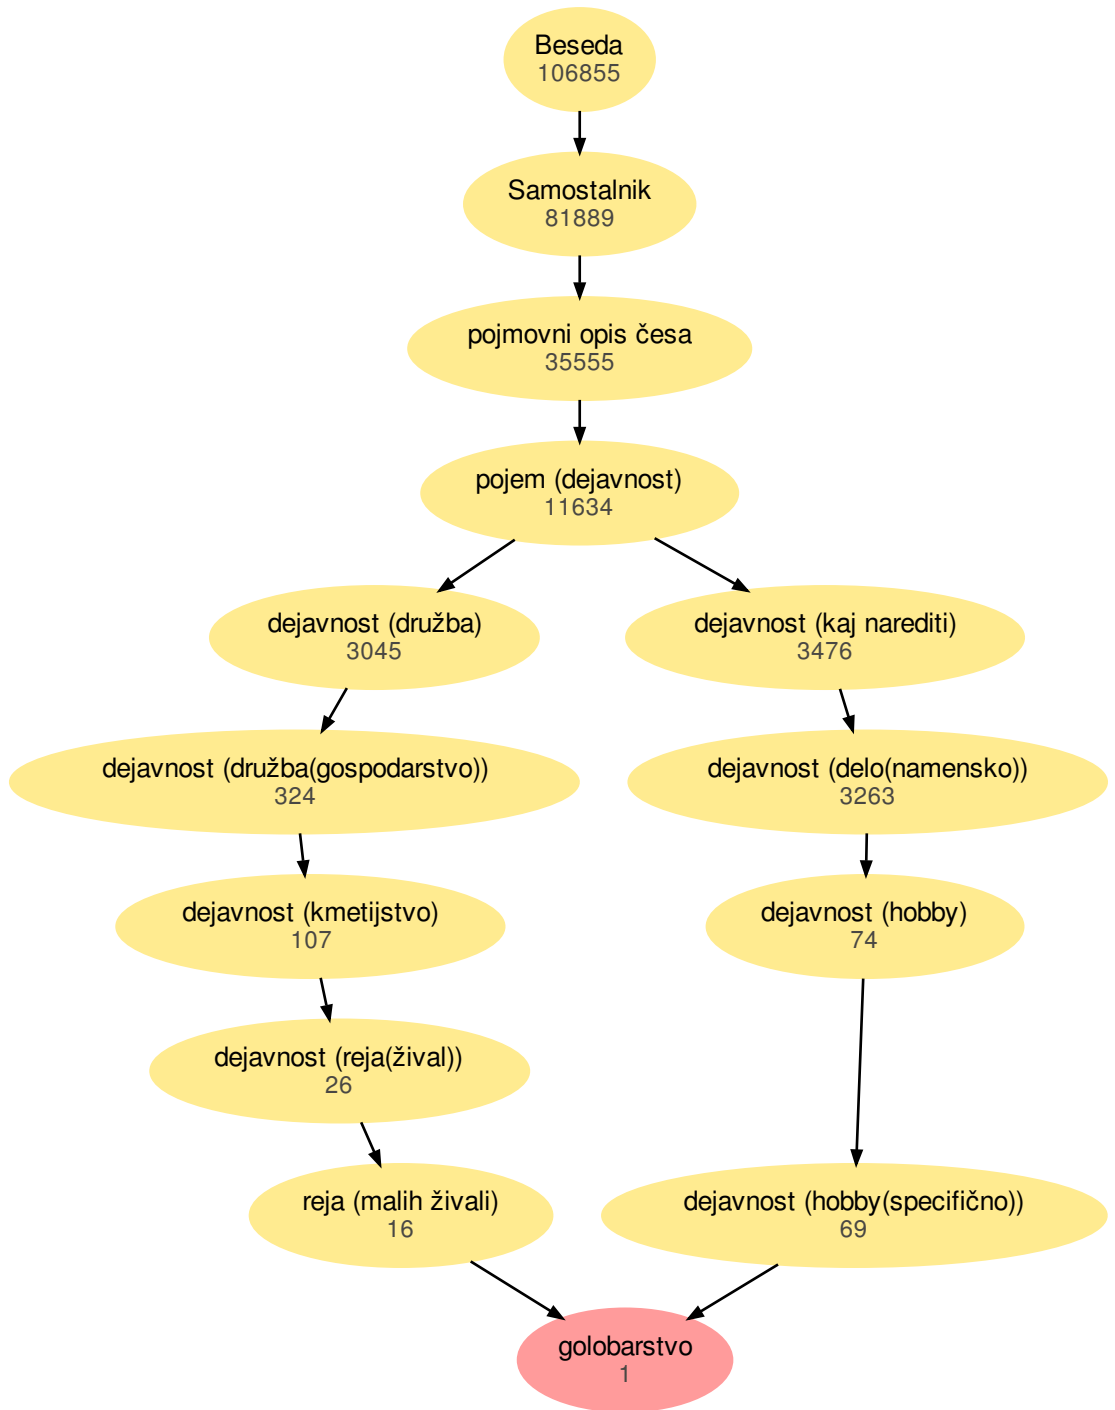 Beseda
106855
Samostalnik
81889
pojmovni opis česa
35555
pojem (dejavnost)
11634
dejavnost (družba)
3045
dejavnost (kaj narediti)
3476
dejavnost (družba(gospodarstvo))
324
dejavnost (delo(namensko))
3263
dejavnost (kmetijstvo)
107
dejavnost (hobby)
74
dejavnost (reja(žival))
26
reja (malih živali)
16
dejavnost (hobby(specifično))
69
golobarstvo
1